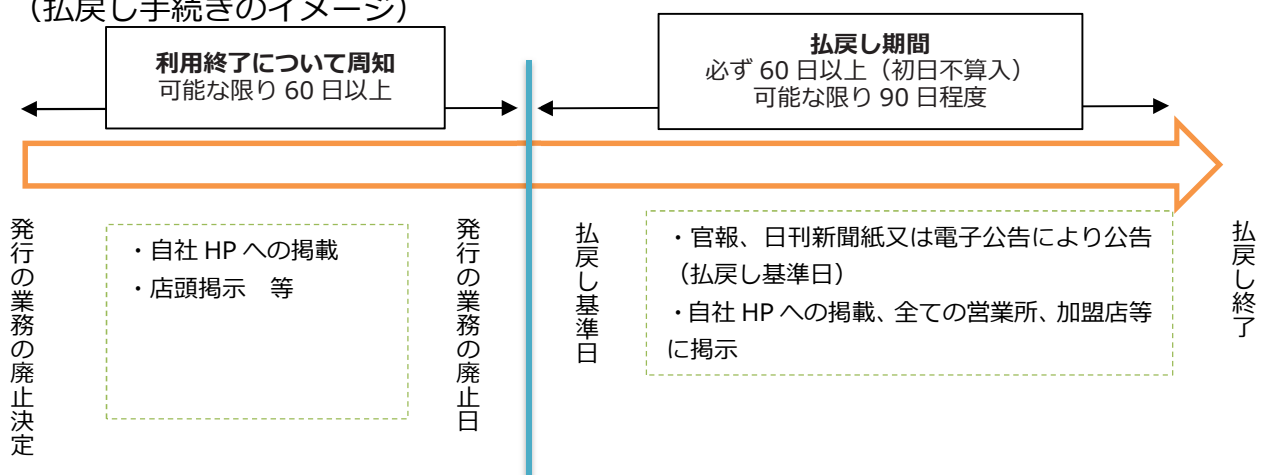 （払戻し手続きのイメージ）
利用終了について周知
可能な限り 60 日以上
払戻し期間
必ず 60 日以上（初日不算入）
可能な限り 90 日程度
発行の業務の廃止決定
・自社 HP への掲載
・店頭掲示　等
発行の業務の廃止日
払戻し基準日
・官報、日刊新聞紙又は電子公告により公告
（払戻し基準日）
・自社 HP への掲載、全ての営業所、加盟店等
に掲示
払戻し終了